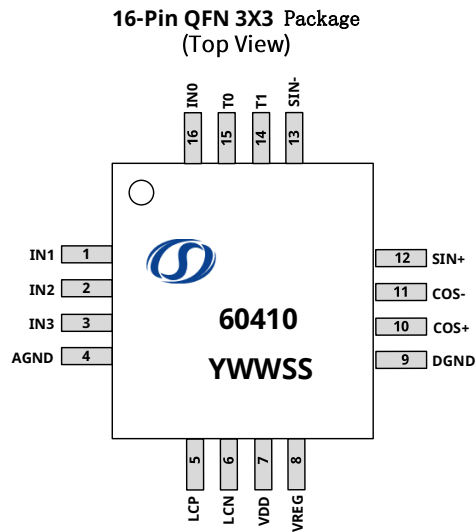 16-Pin QFN 3X3 Package
(Top View)
IN0 T0 T1 SIN-
16 15 14 13
IN1 1
IN2 2
IN3 3
AGND 4
12 SIN+
11 COS-
10 COS+
9 DGND
60410
YWWSS
5 6 7 8
LCP LCN VDD VREG